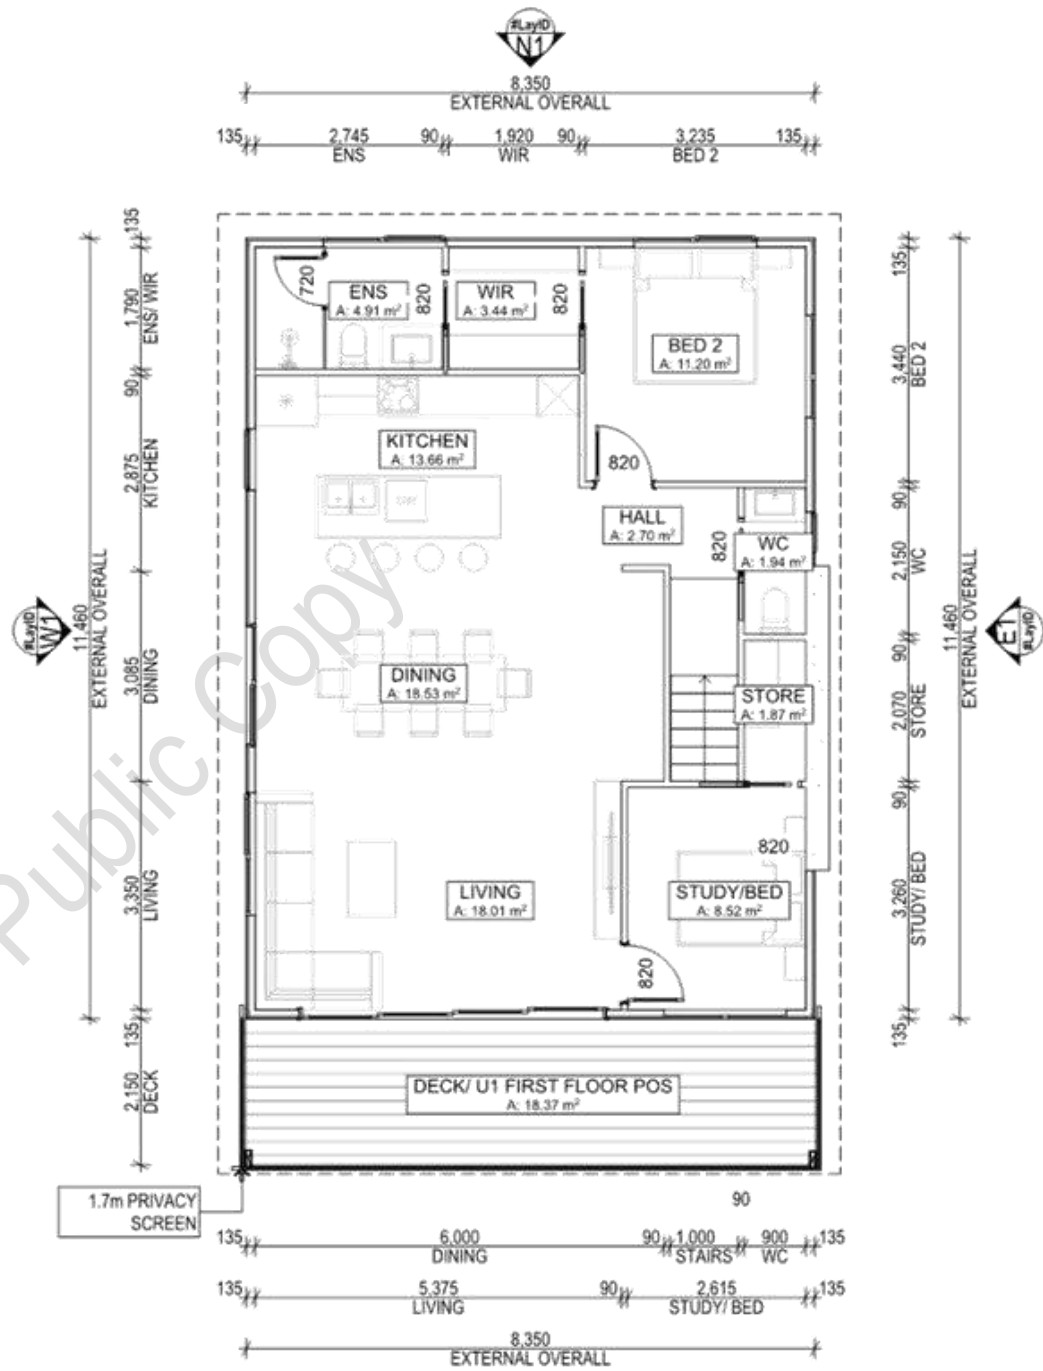 #LayID
N1
8,350
EXTERNAL OVERALL
135 2,745 90 1,920 90 3,235 135
ENS WIR BED 2
135
1,790
ENS/ WIR
90
2,875
KITCHEN
3,085
DINING
3,350
LIVING
135
2,150
DECK
11,460
EXTERNAL OVERALL
#LayID
W1
720
ENS
A: 4.91 m²
820
WIR
A: 3.44 m²
820
BED 2
A: 11.20 m²
KITCHEN
A: 13.66 m²
820
HALL
A: 2.70 m²
820
WC
A: 1.94 m²
DINING
A: 18.53 m²
STORE
A: 1.87 m²
820
LIVING
A: 18.01 m²
STUDY/BED
A: 8.52 m²
820
DECK/ U1 FIRST FLOOR POS
A: 18.37 m²
Public Copy
135
3,440
BED 2
90
2,150
WC
90
2,070
STORE
90
3,260
STUDY/ BED
135
11,460
EXTERNAL OVERALL
E1
#LayID
1.7m PRIVACY
SCREEN
90
135 6,000 90 1,000 900 135
DINING STAIRS WC
135 5,375 90 2,615 135
LIVING STUDY/ BED
8,350
EXTERNAL OVERALL